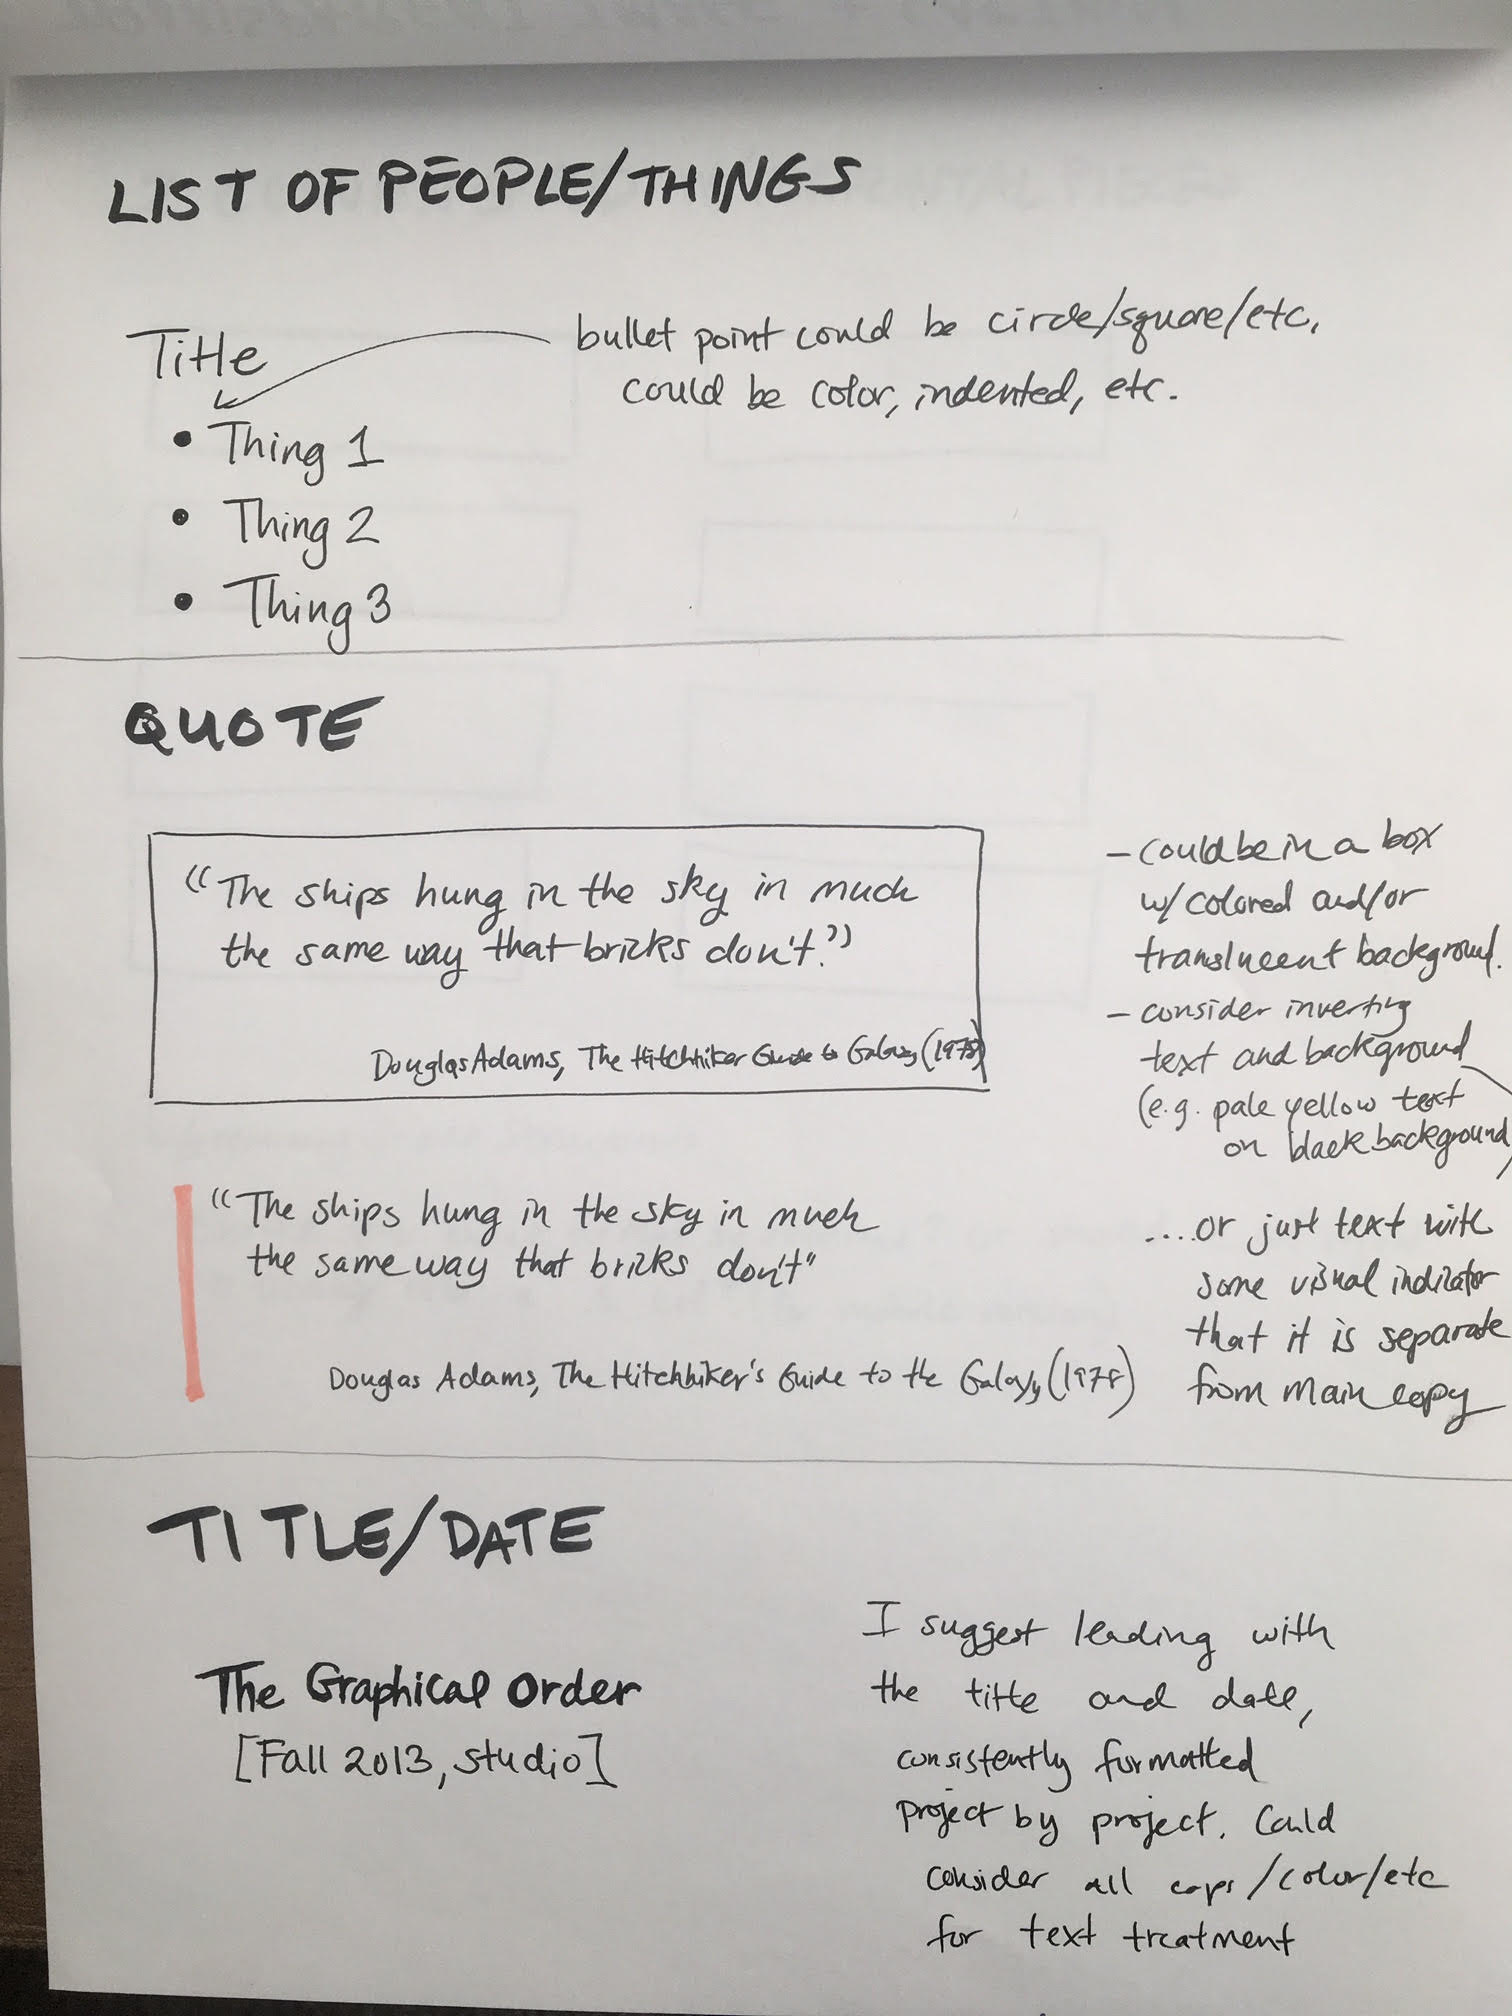 LIST OF PEOPLE/THINGS
Title
bullet point could be circle/square/etc,
could be color, indented, etc.
• Thing 1
• Thing 2
• Thing 3
QUOTE
“The ships hung in the sky in much
the same way that bricks don't.”
Douglas Adams, The Hitchhiker Guide to Galaxy (1978)
- could be in a box
w/ colored and/or
translucent background.
- consider inverting
text and background
(e.g. pale yellow text
on black background)
“The ships hung in the sky in much
the same way that bricks don't"
Douglas Adams, The Hitchhiker's Guide to the Galaxy (1978)
....or just text with
some visual indicator
that it is separate
from main copy
TITLE/DATE
The Graphical Order
[Fall 2013, studio]
I suggest leading with
the title and date,
consistently formatted
project by project. Could
consider all caps/color/etc
for text treatment